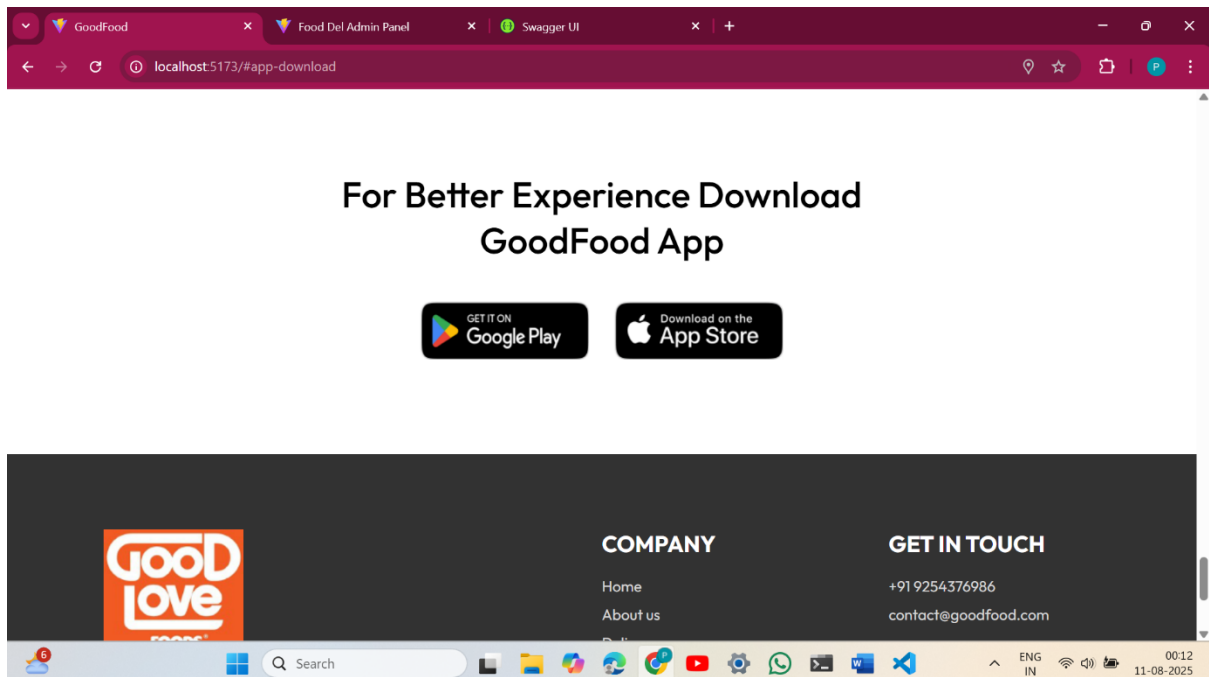 GoodFood
Food Del Admin Panel
Swagger UI
localhost:5173/#app-download
P
For Better Experience Download
GoodFood App
GET IT ON
Google Play
Download on the
App Store
GOOD
LOVE
FOODS®
COMPANY
Home
About us
GET IN TOUCH
+91 9254376986
contact@goodfood.com
6
Search
P
ENG
IN
00:12
11-08-2025